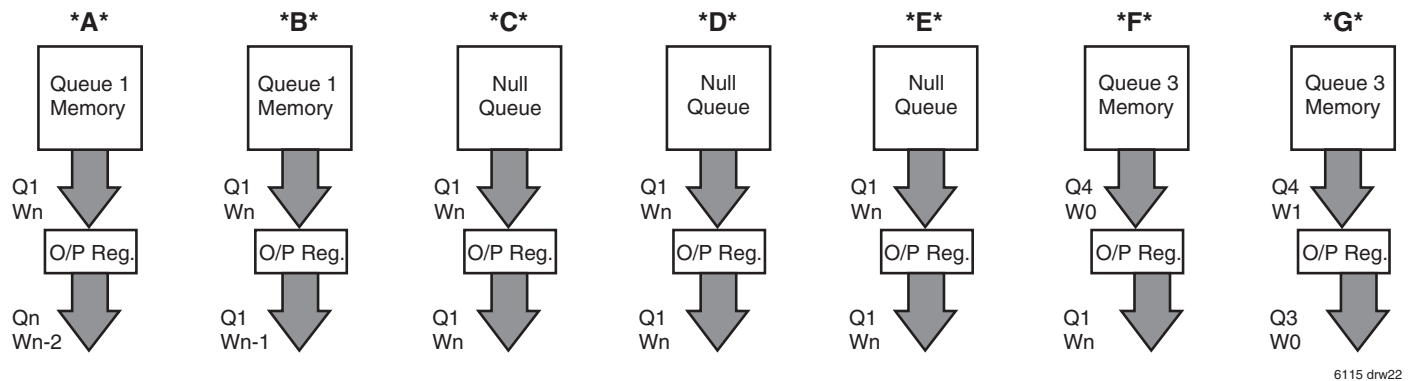 *A* *B* *C* *D* *E* *F* *G*
Queue 1 Queue 1 Null Null Null Queue 3 Queue 3
Memory Memory Queue Queue Queue Memory Memory
Q1 Q1 Q1 Q1 Q1 Q4 Q4
Wn Wn Wn Wn Wn W0 W1
O/P Reg. O/P Reg. O/P Reg. O/P Reg. O/P Reg. O/P Reg. O/P Reg.
Qn Q1 Q1 Q1 Q1 Q1 Q3
Wn-2 Wn-1 Wn Wn Wn Wn W0
6115 drw22